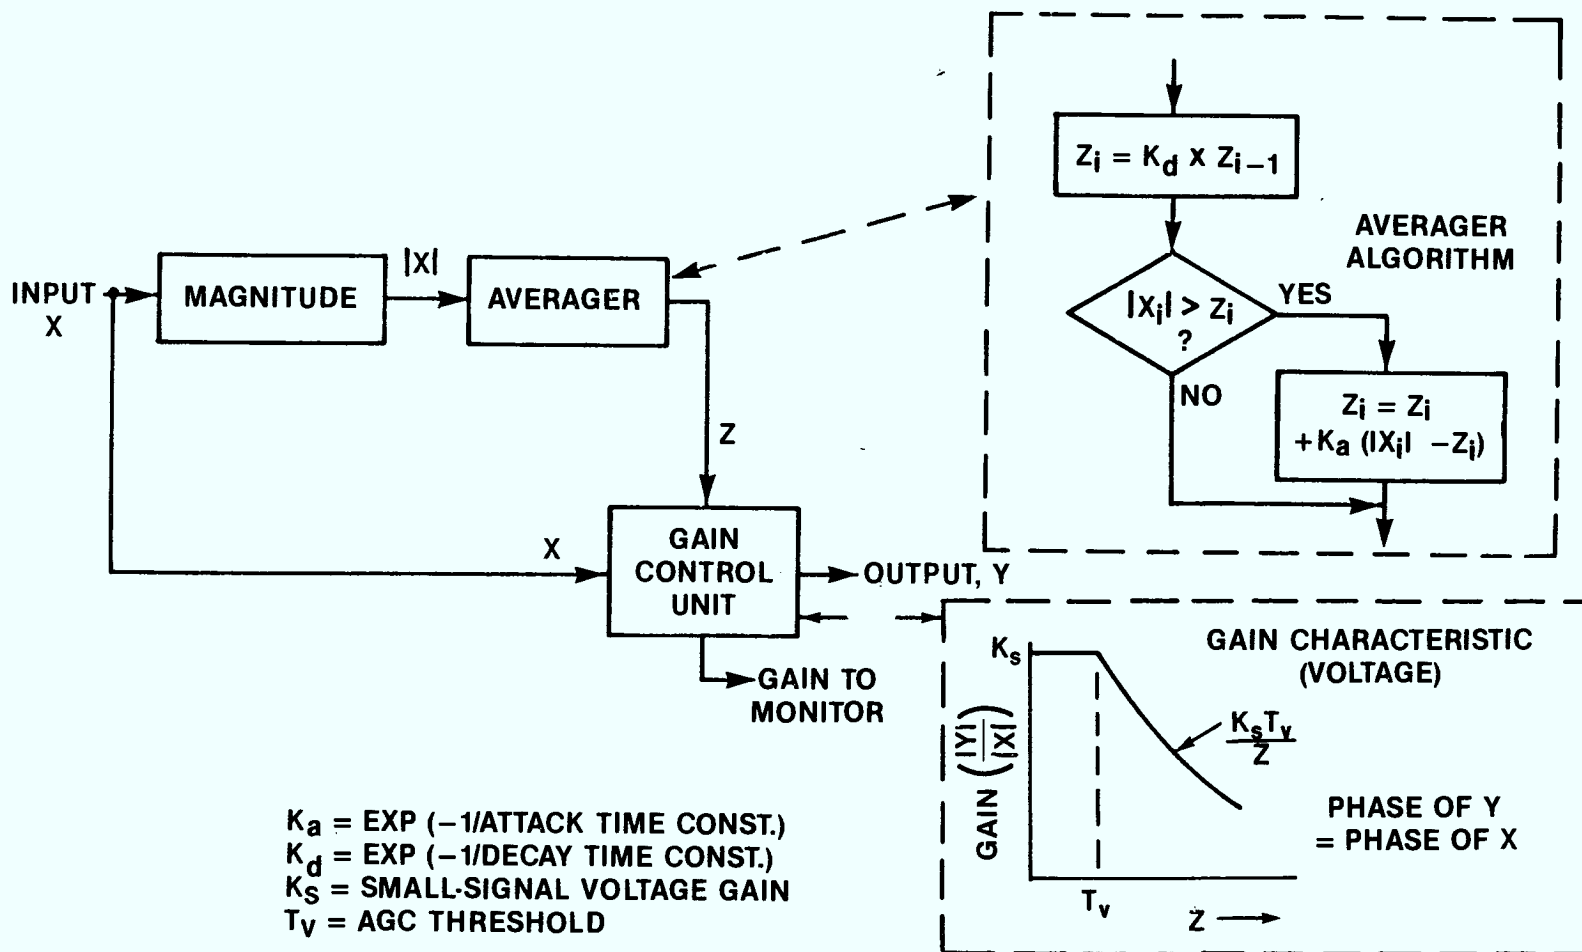 INPUT
X
MAGNITUDE
|X|
AVERAGER
Z
X
GAIN
CONTROL
UNIT
OUTPUT, Y
GAIN TO
MONITOR
Zi = Kd x Zi–1
AVERAGER
ALGORITHM
|Xi| > Zi
?
YES
NO
Zi = Zi
+Ka (|Xi| –Zi)
GAIN CHARACTERISTIC
(VOLTAGE)
Ks
GAIN (|Y|/|X|)
KsTv
Z
PHASE OF Y
= PHASE OF X
Tv
Z
Ka = EXP (–1/ATTACK TIME CONST.)
Kd = EXP (–1/DECAY TIME CONST.)
KS = SMALL-SIGNAL VOLTAGE GAIN
TV = AGC THRESHOLD